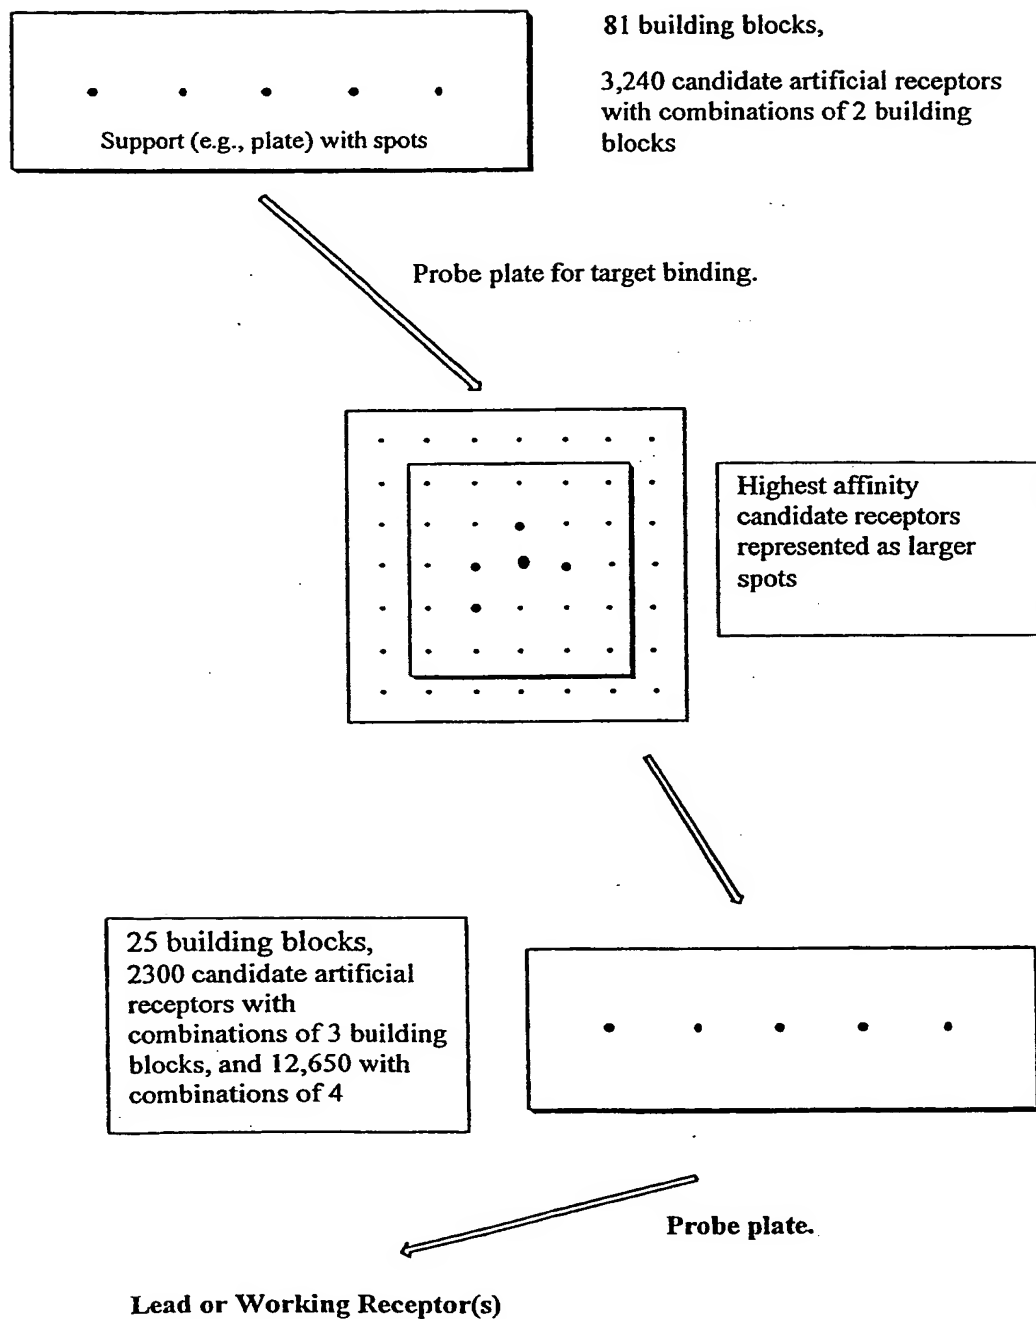 81 building blocks,
3,240 candidate artificial receptors
with combinations of 2 building
blocks
Support (e.g., plate) with spots
Probe plate for target binding.
Highest affinity
candidate receptors
represented as larger
spots
25 building blocks,
2300 candidate artificial
receptors with
combinations of 3 building
blocks, and 12,650 with
combinations of 4
Probe plate.
Lead or Working Receptor(s)